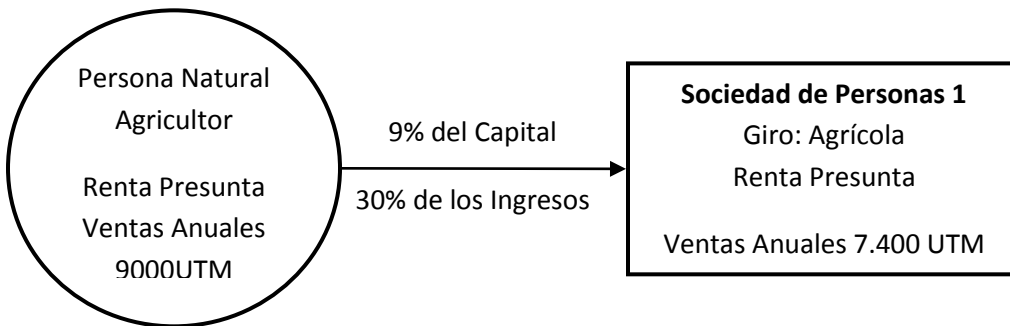 Persona Natural
Agricultor
Renta Presunta
Ventas Anuales
9000UTM
9% del Capital
30% de los Ingresos
Sociedad de Personas 1
Giro: Agrícola
Renta Presunta
Ventas Anuales 7.400 UTM